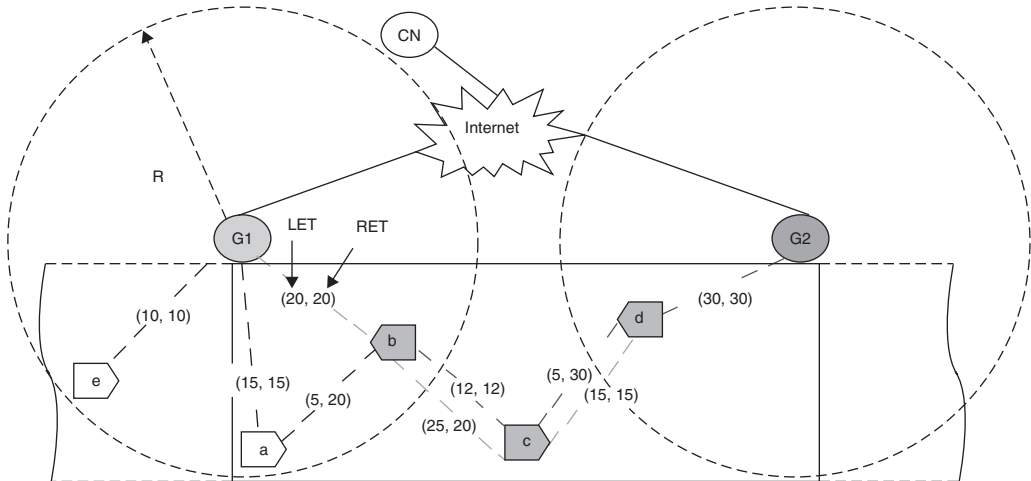 CN
Internet
R
G1
LET
RET
G2
(20, 20)
(30, 30)
(10, 10)
d
b
e
(15, 15)
(5, 20)
(12, 12)
(5, 30)
(15, 15)
(25, 20)
a
c